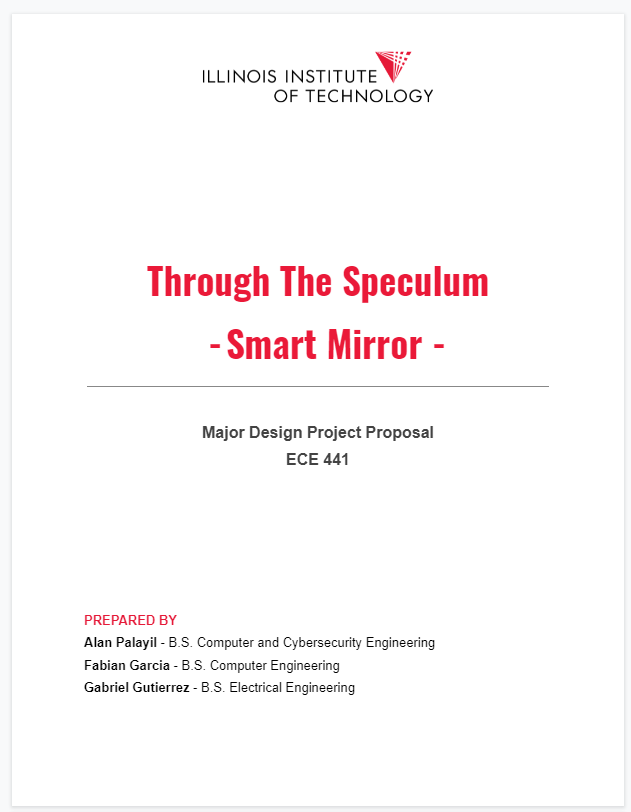 ILLINOIS INSTITUTE
OF TECHNOLOGY
Through The Speculum
- Smart Mirror -
Major Design Project Proposal
ECE 441
PREPARED BY
Alan Palayil - B.S. Computer and Cybersecurity Engineering
Fabian Garcia - B.S. Computer Engineering
Gabriel Gutierrez - B.S. Electrical Engineering